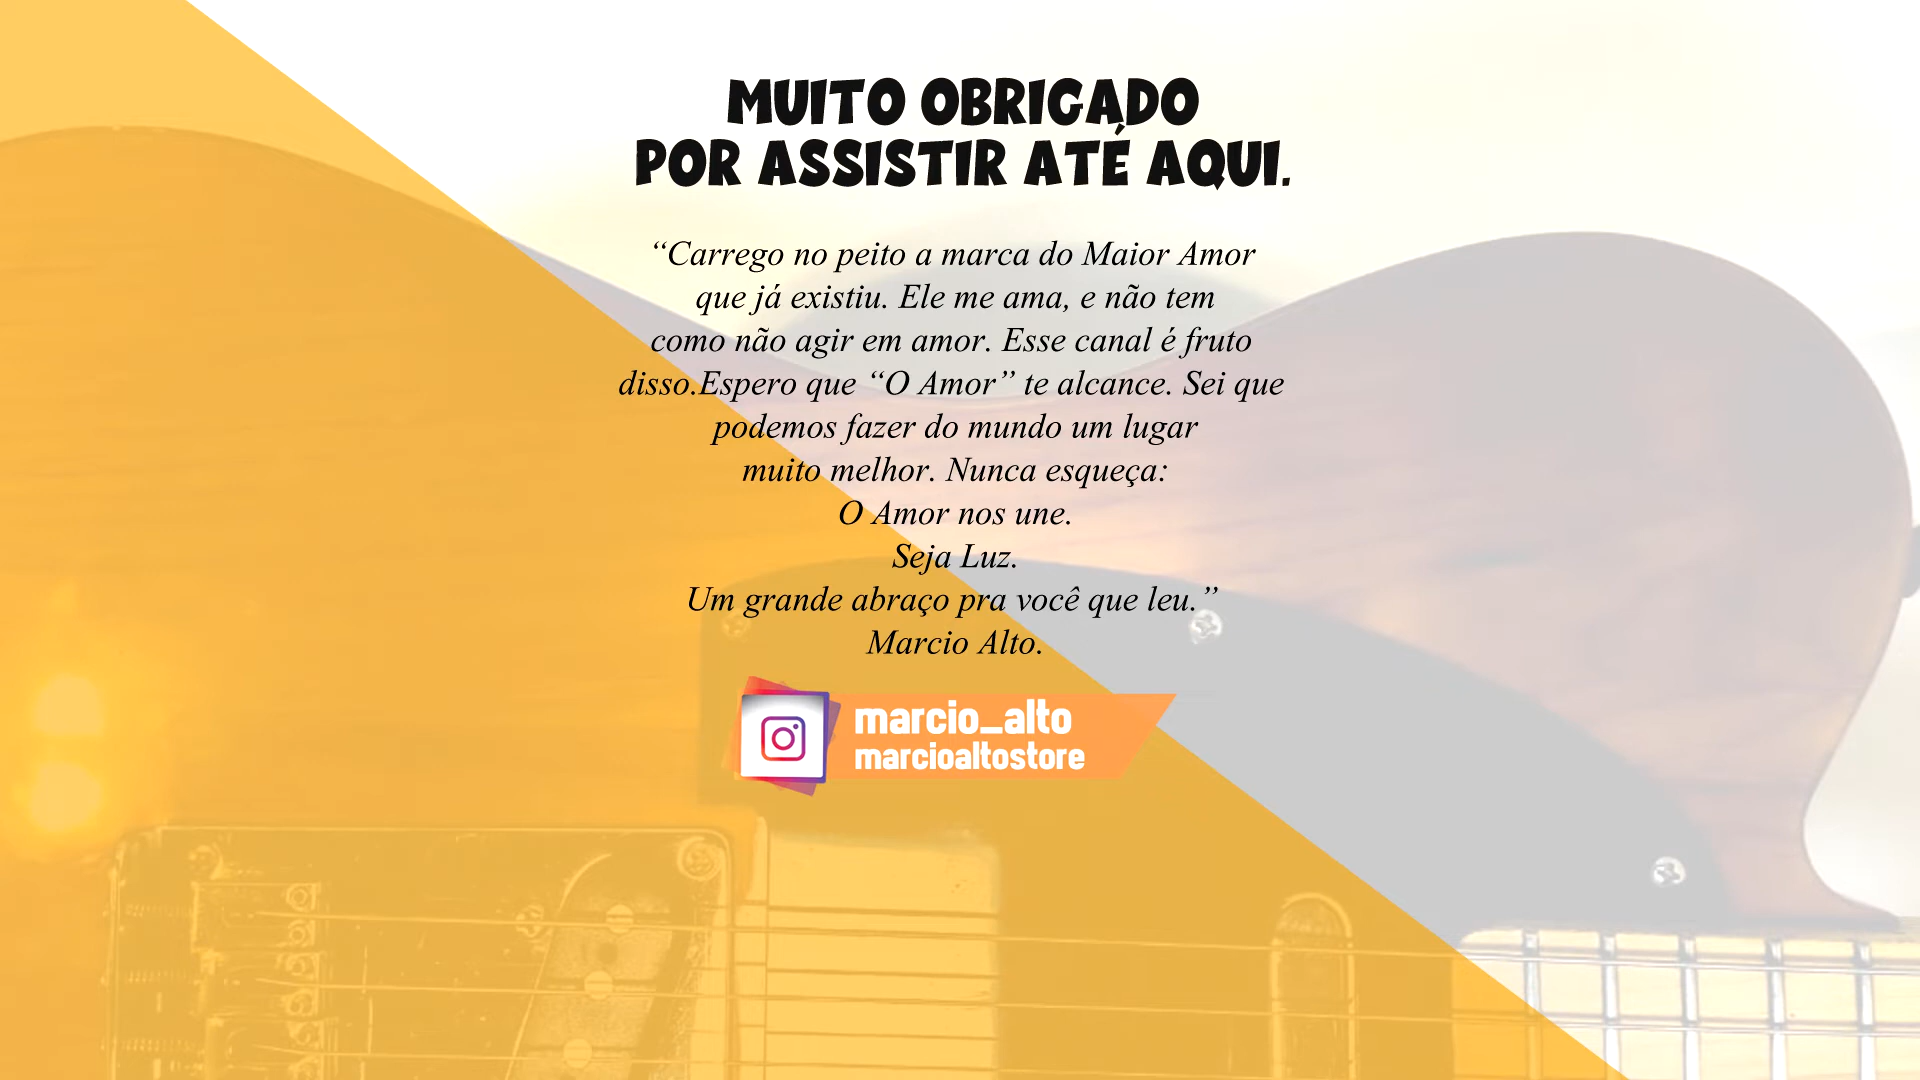 MUITO OBRIGADO
POR ASSISTIR ATÉ AQUI.
“Carrego no peito a marca do Maior Amor
que já existiu. Ele me ama, e não tem
como não agir em amor. Esse canal é fruto
disso.Espero que “O Amor” te alcance. Sei que
podemos fazer do mundo um lugar
muito melhor. Nunca esqueça:
O Amor nos une.
Seja Luz.
Um grande abraço pra você que leu.”
Marcio Alto.
marcio_alto
marcioaltostore